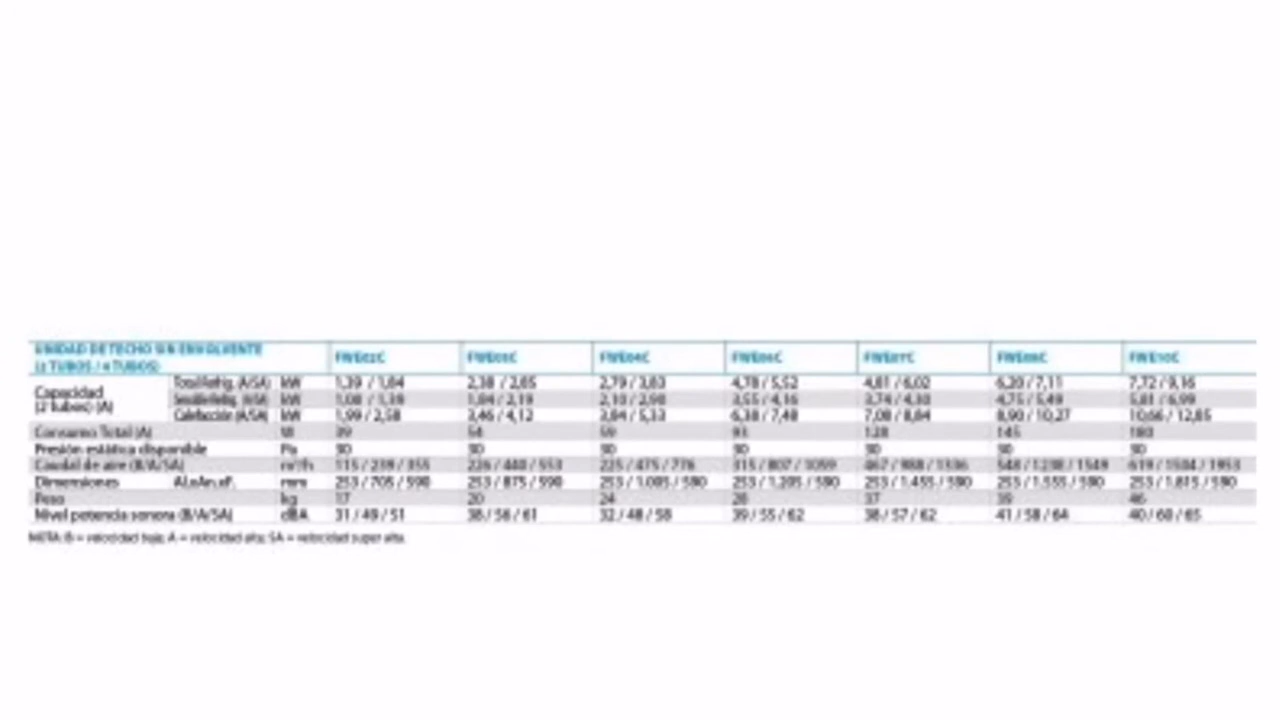 UNIDAD DE TECHO SIN ENVOLVENTE
(2 TUBOS / 4 TUBOS) FWE02C FWE03C FWE04C FWE06C FWE07C FWE08C FWE10C
Capacidad (2 tubos) (A) Total Refrig. (A/SA) kW 1,39 / 1,84 2,38 / 2,85 2,79 / 3,83 4,78 / 5,52 4,81 / 6,02 6,20 / 7,11 7,72 / 9,16
Sensible Refrig. (A/SA) kW 1,00 / 1,39 1,84 / 2,19 2,10 / 2,90 3,55 / 4,16 3,74 / 4,30 4,75 / 5,49 5,81 / 6,99
Calefacción (A/SA) kW 1,99 / 2,58 3,46 / 4,12 3,84 / 5,33 6,38 / 7,48 7,08 / 8,84 8,90 / 10,27 10,66 / 12,85
Consumo Total (A) W 39 54 59 93 128 145 180
Presión estática disponible Pa 30 30 30 30 30 30 30
Caudal de aire (B/A/SA) m³/h 115 / 239 / 355 226 / 440 / 553 225 / 475 / 776 315 / 807 / 1059 467 / 988 / 1336 548 / 1238 / 1549 619 / 1504 / 1953
Dimensiones Al.xAn.xF. mm 253 / 705 / 590 253 / 875 / 590 253 / 1.005 / 590 253 / 1.205 / 590 253 / 1.455 / 590 253 / 1.555 / 590 253 / 1.815 / 590
Peso kg 17 20 24 28 37 39 46
Nivel potencia sonora (B/A/SA) dBA 31 / 49 / 51 38 / 56 / 61 32 / 48 / 58 39 / 55 / 62 38 / 57 / 62 41 / 58 / 64 40 / 60 / 65
NOTA: B = velocidad baja; A = velocidad alta; SA = velocidad super alta.